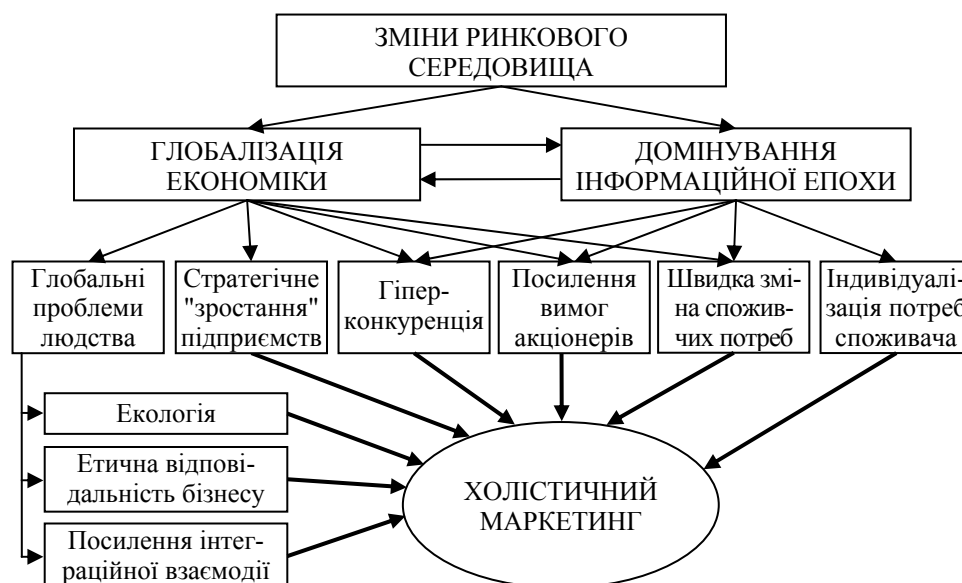 ЗМІНИ РИНКОВОГО
СЕРЕДОВИЩА
ГЛОБАЛІЗАЦІЯ
ЕКОНОМІКИ
ДОМІНУВАННЯ
ІНФОРМАЦІЙНОЇ ЕПОХИ
Глобальні
проблеми
людства
Стратегічне
"зростання"
підприємств
Гіпер-
конкуренція
Посилення
вимог
акціонерів
Швидка змі-
на спожив-
чих потреб
Індивідуалі-
зація потреб
споживача
Екологія
Етична відпові-
дальність бізнесу
Посилення інтег-
раційної взаємодії
ХОЛІСТИЧНИЙ
МАРКЕТИНГ